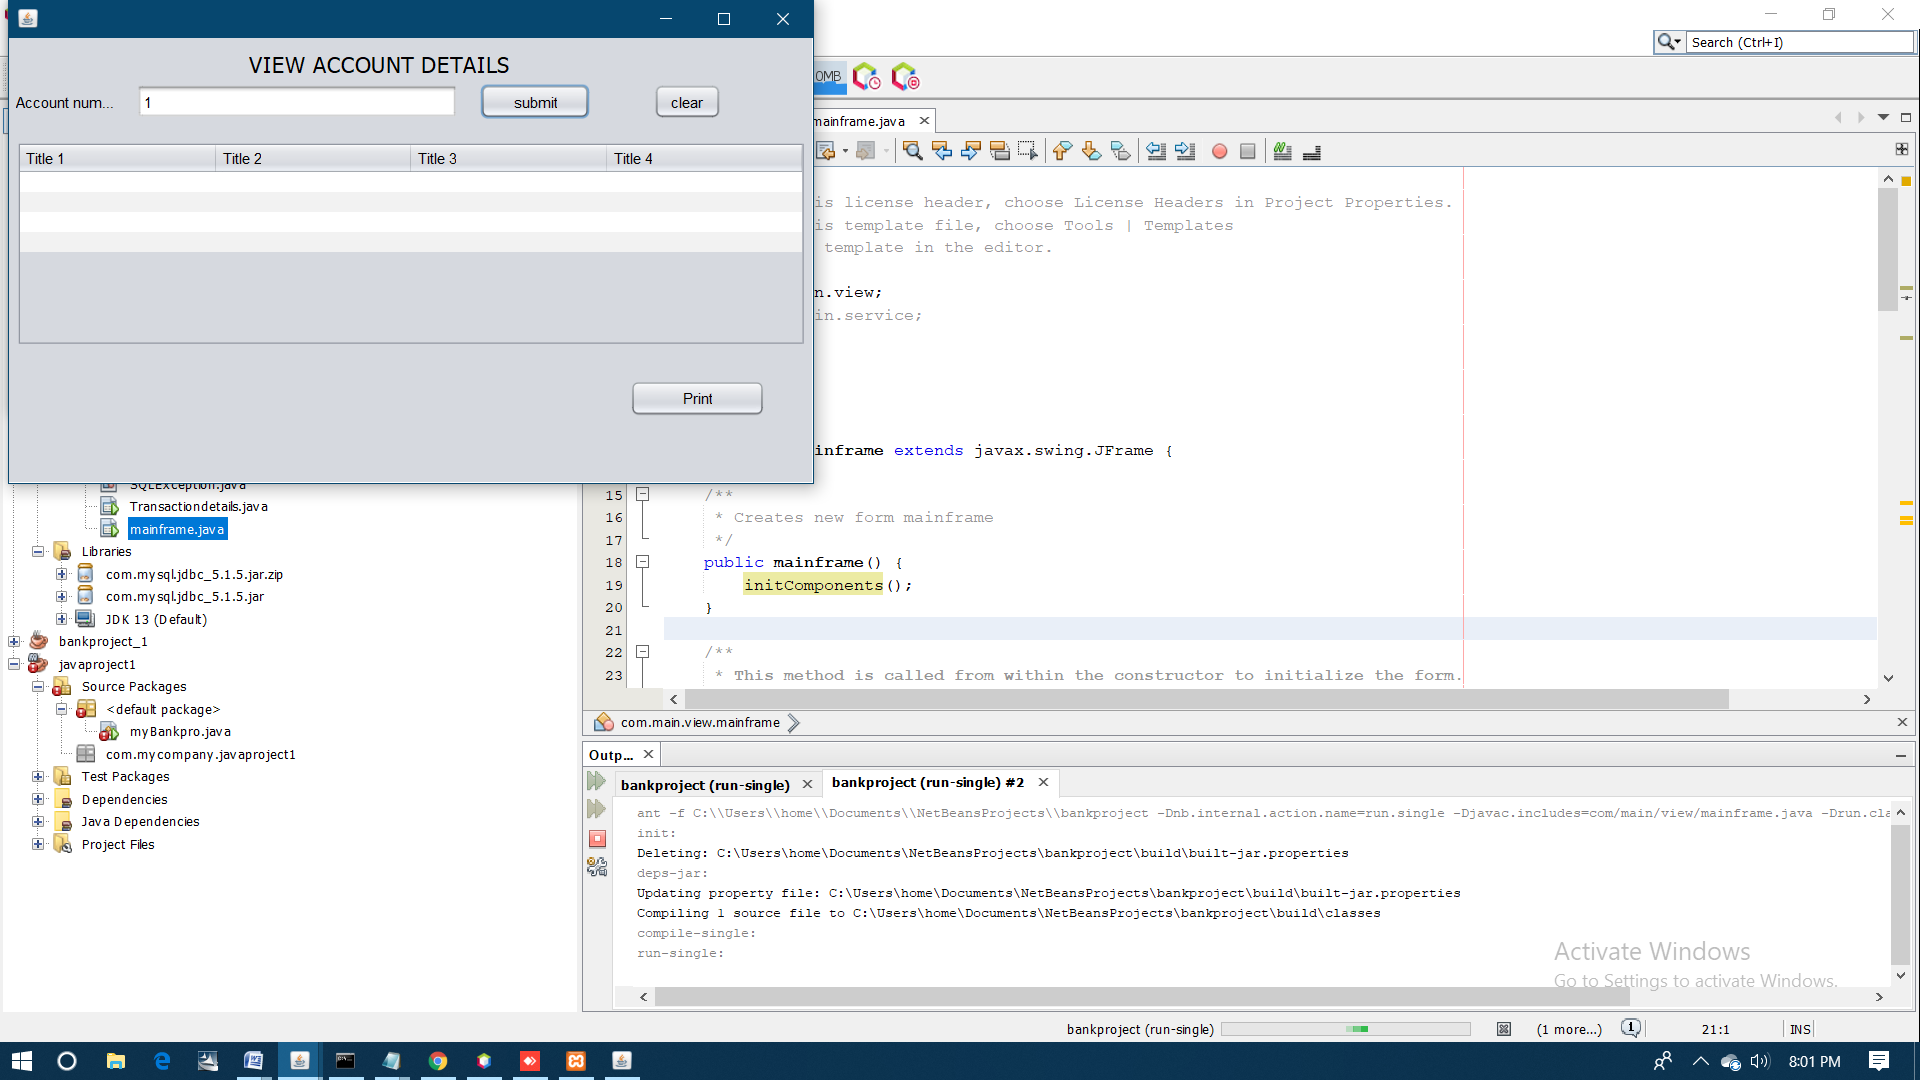 VIEW ACCOUNT DETAILS
Account num...
1
submit
clear
Title 1
Title 2
Title 3
Title 4
Print
Search (Ctrl+I)
OMB
mainframe.java
is license header, choose License Headers in Project Properties.
is template file, choose Tools | Templates
template in the editor.
n.view;
in.service;
inframe extends javax.swing.JFrame {
15 /**
16 * Creates new form mainframe
17 */
18 public mainframe() {
19 initComponents();
20 }
21
22 /**
23 * This method is called from within the constructor to initialize the form.
SQLException.java
Transactiondetails.java
mainframe.java
Libraries
com.mysql.jdbc_5.1.5.jar.zip
com.mysql.jdbc_5.1.5.jar
JDK 13 (Default)
bankproject_1
javaproject1
Source Packages
<default package>
myBankpro.java
com.mycompany.javaproject1
Test Packages
Dependencies
Java Dependencies
Project Files
com.main.view.mainframe
Outp...
bankproject (run-single)
bankproject (run-single) #2
ant -f C:\\Users\\home\\Documents\\NetBeansProjects\\bankproject -Dnb.internal.action.name=run.single -Djavac.includes=com/main/view/mainframe.java -Drun.cla
init:
Deleting: C:\Users\home\Documents\NetBeansProjects\bankproject\build\built-jar.properties
deps-jar:
Updating property file: C:\Users\home\Documents\NetBeansProjects\bankproject\build\built-jar.properties
Compiling 1 source file to C:\Users\home\Documents\NetBeansProjects\bankproject\build\classes
compile-single:
run-single:
Activate Windows
Go to Settings to activate Windows.
bankproject (run-single)
(1 more...)
1
21:1
INS
8:01 PM